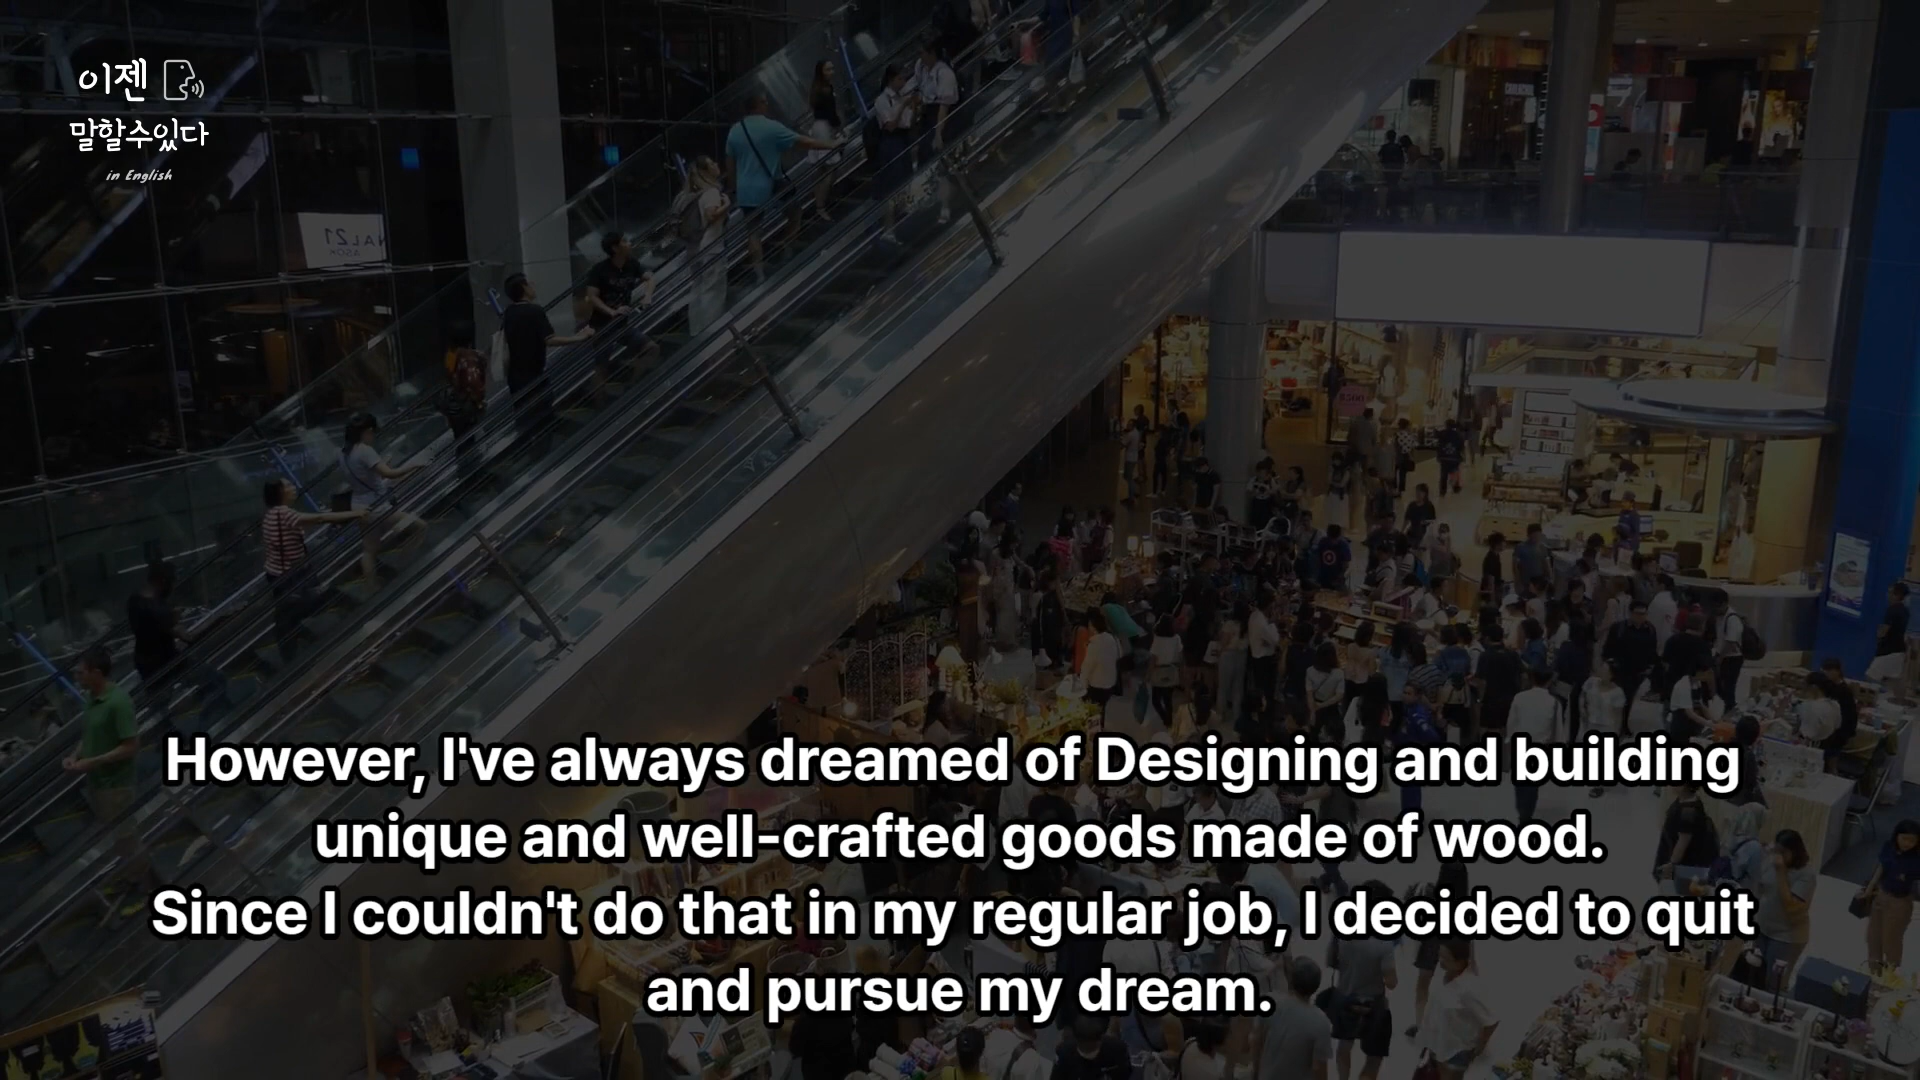 이젠
말할수있다
in English
NAL21
ASOK
However, I've always dreamed of Designing and building
unique and well-crafted goods made of wood.
Since I couldn't do that in my regular job, I decided to quit
and pursue my dream.